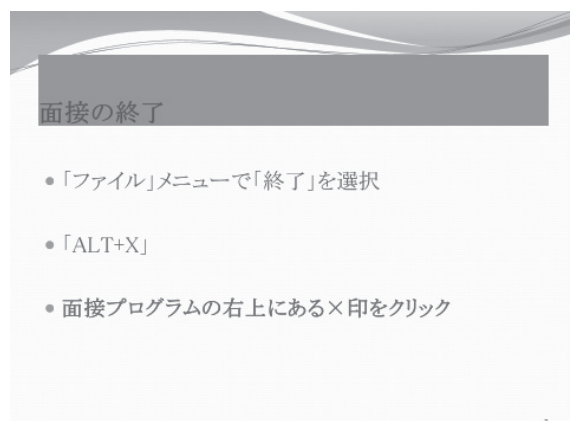 面接の終了
●「ファイル」メニューで「終了」を選択
●「ALT+X」
●面接プログラムの右上にある×印をクリック